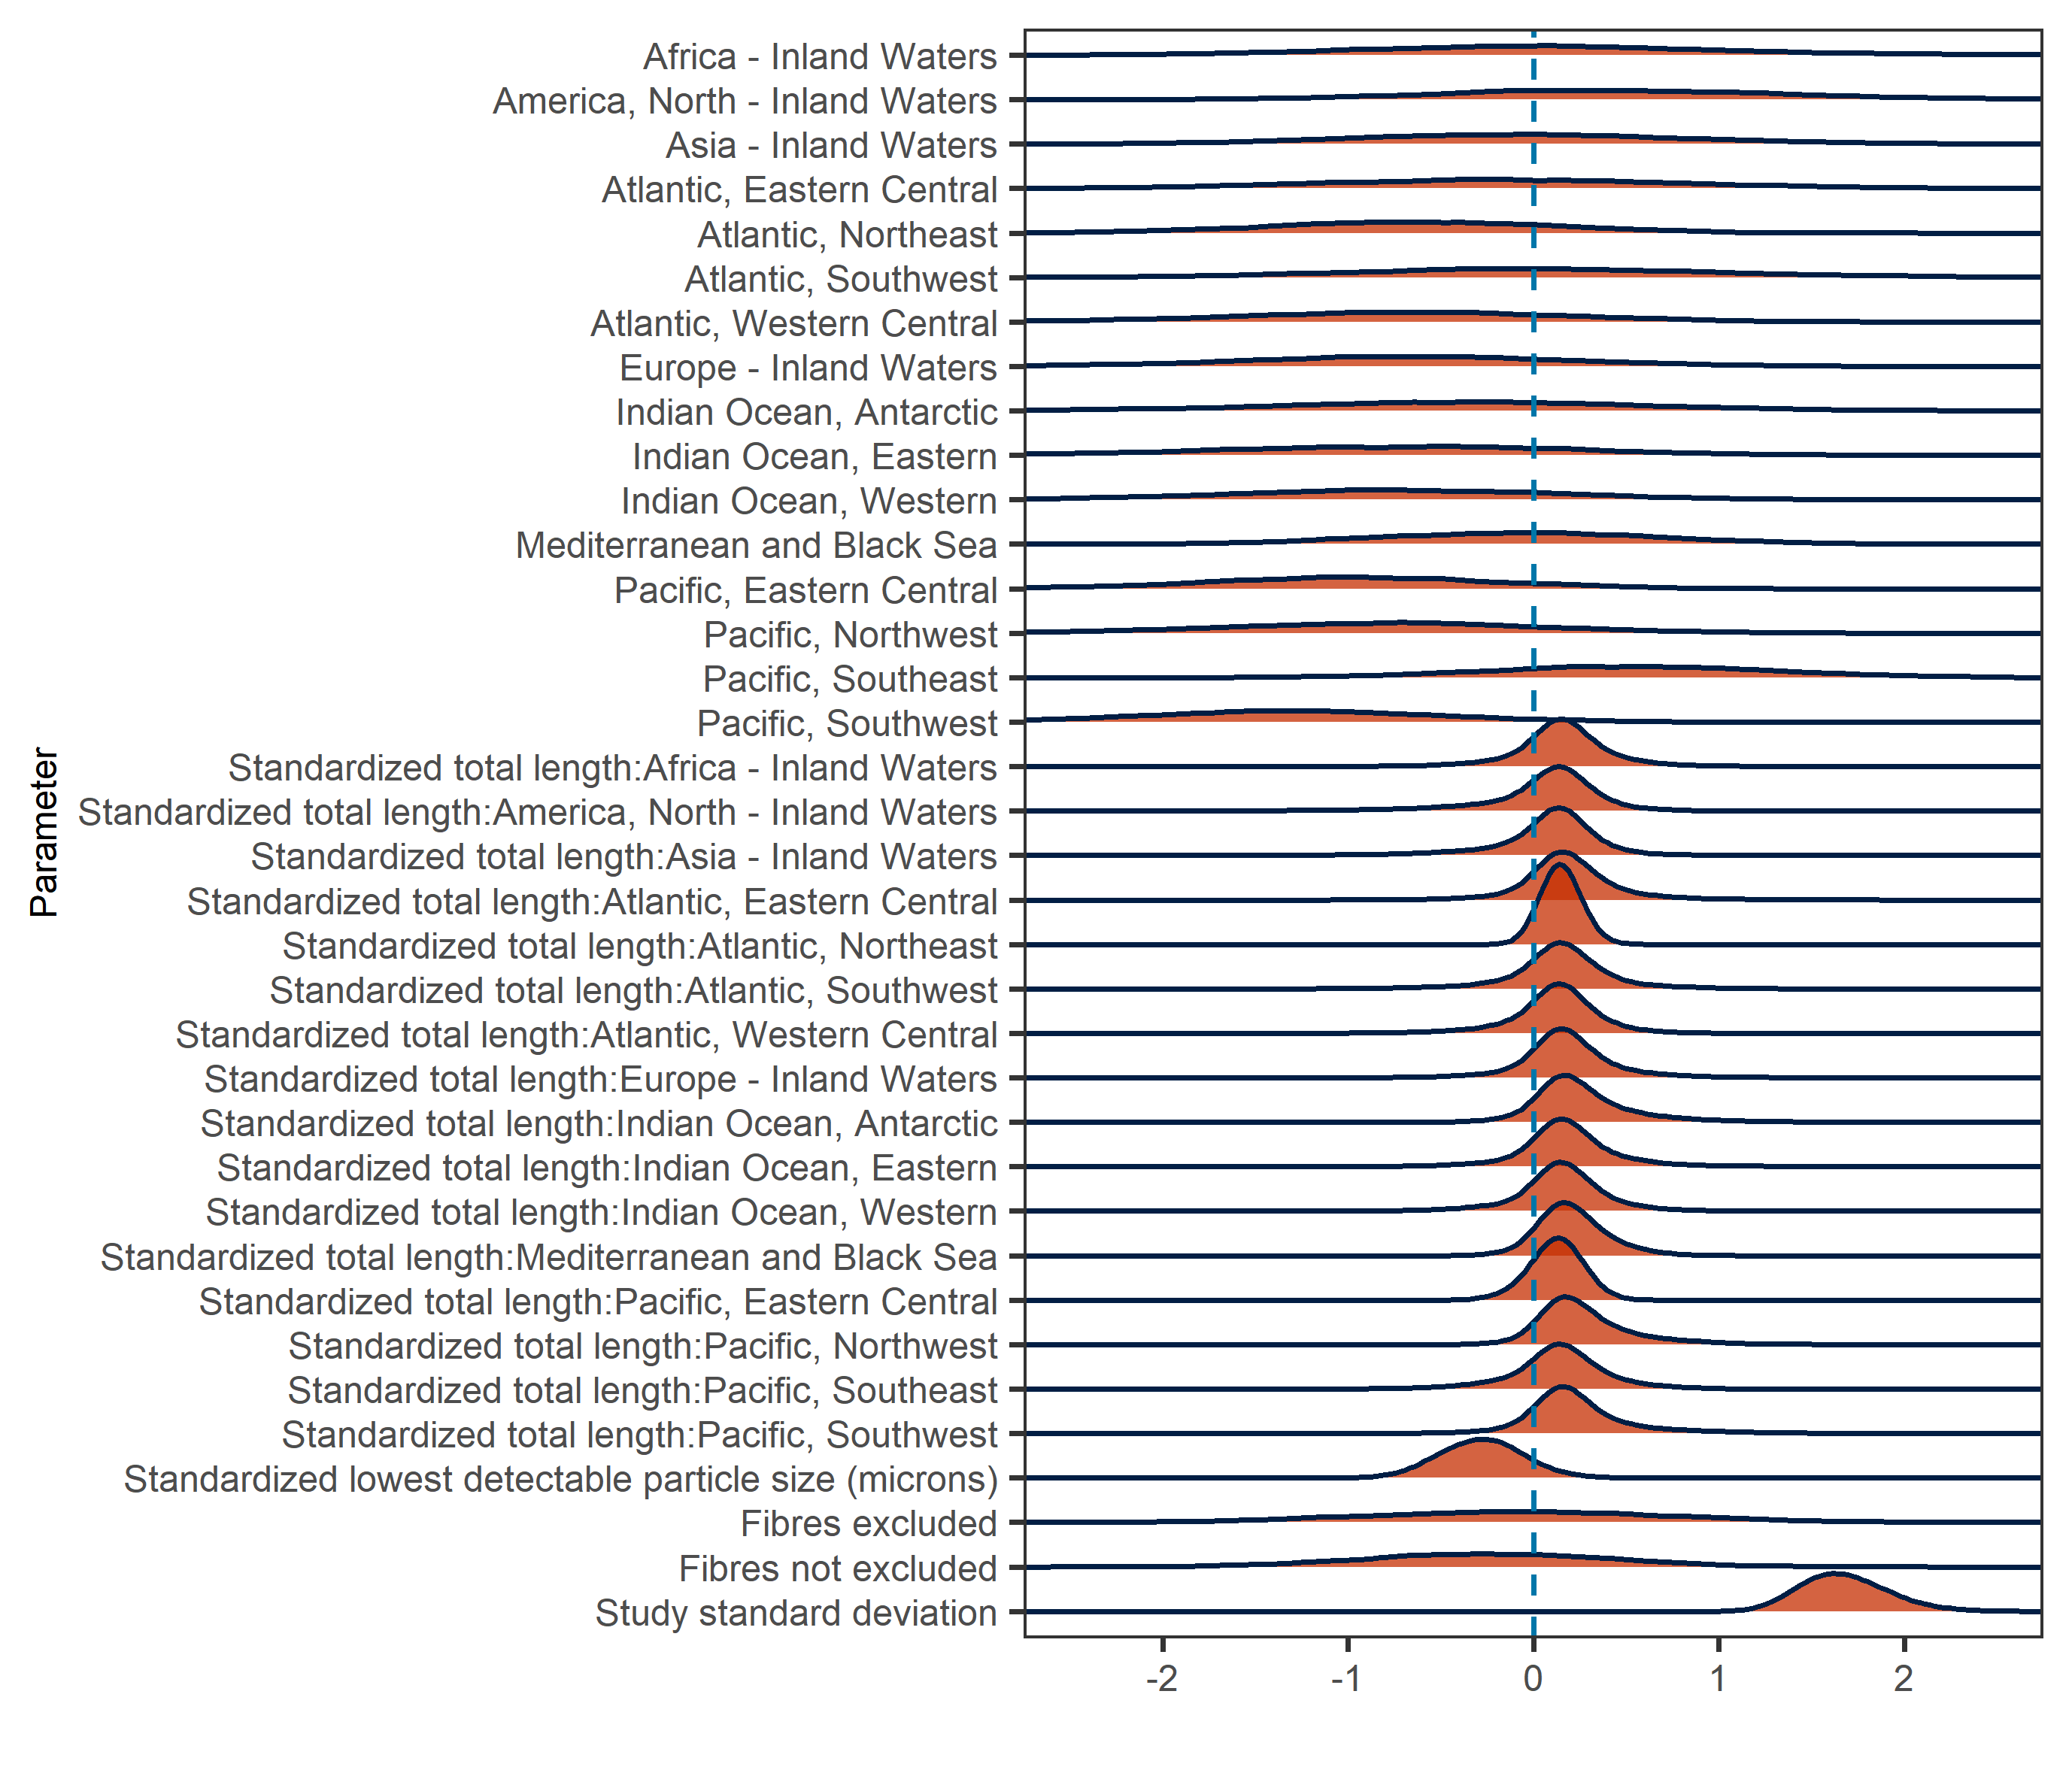 Africa - Inland Waters
America, North - Inland Waters
Asia - Inland Waters
Atlantic, Eastern Central
Atlantic, Northeast
Atlantic, Southwest
Atlantic, Western Central
Europe - Inland Waters
Indian Ocean, Antarctic
Indian Ocean, Eastern
Indian Ocean, Western
Mediterranean and Black Sea
Pacific, Eastern Central
Pacific, Northwest
Pacific, Southeast
Pacific, Southwest
Standardized total length:Africa - Inland Waters
Standardized total length:America, North - Inland Waters
Standardized total length:Asia - Inland Waters
Standardized total length:Atlantic, Eastern Central
Standardized total length:Atlantic, Northeast
Standardized total length:Atlantic, Southwest
Standardized total length:Atlantic, Western Central
Standardized total length:Europe - Inland Waters
Standardized total length:Indian Ocean, Antarctic
Standardized total length:Indian Ocean, Eastern
Standardized total length:Indian Ocean, Western
Standardized total length:Mediterranean and Black Sea
Standardized total length:Pacific, Eastern Central
Standardized total length:Pacific, Northwest
Standardized total length:Pacific, Southeast
Standardized total length:Pacific, Southwest
Standardized lowest detectable particle size (microns)
Fibres excluded
Fibres not excluded
Study standard deviation
Parameter
-2 -1 0 1 2